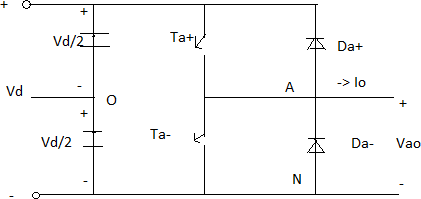 +
+
Vd/2
Ta+
Da+
-> Io
Vd
-
O
A
+
+
Vd/2
Ta-
Da-
Vao
-
-
N
-